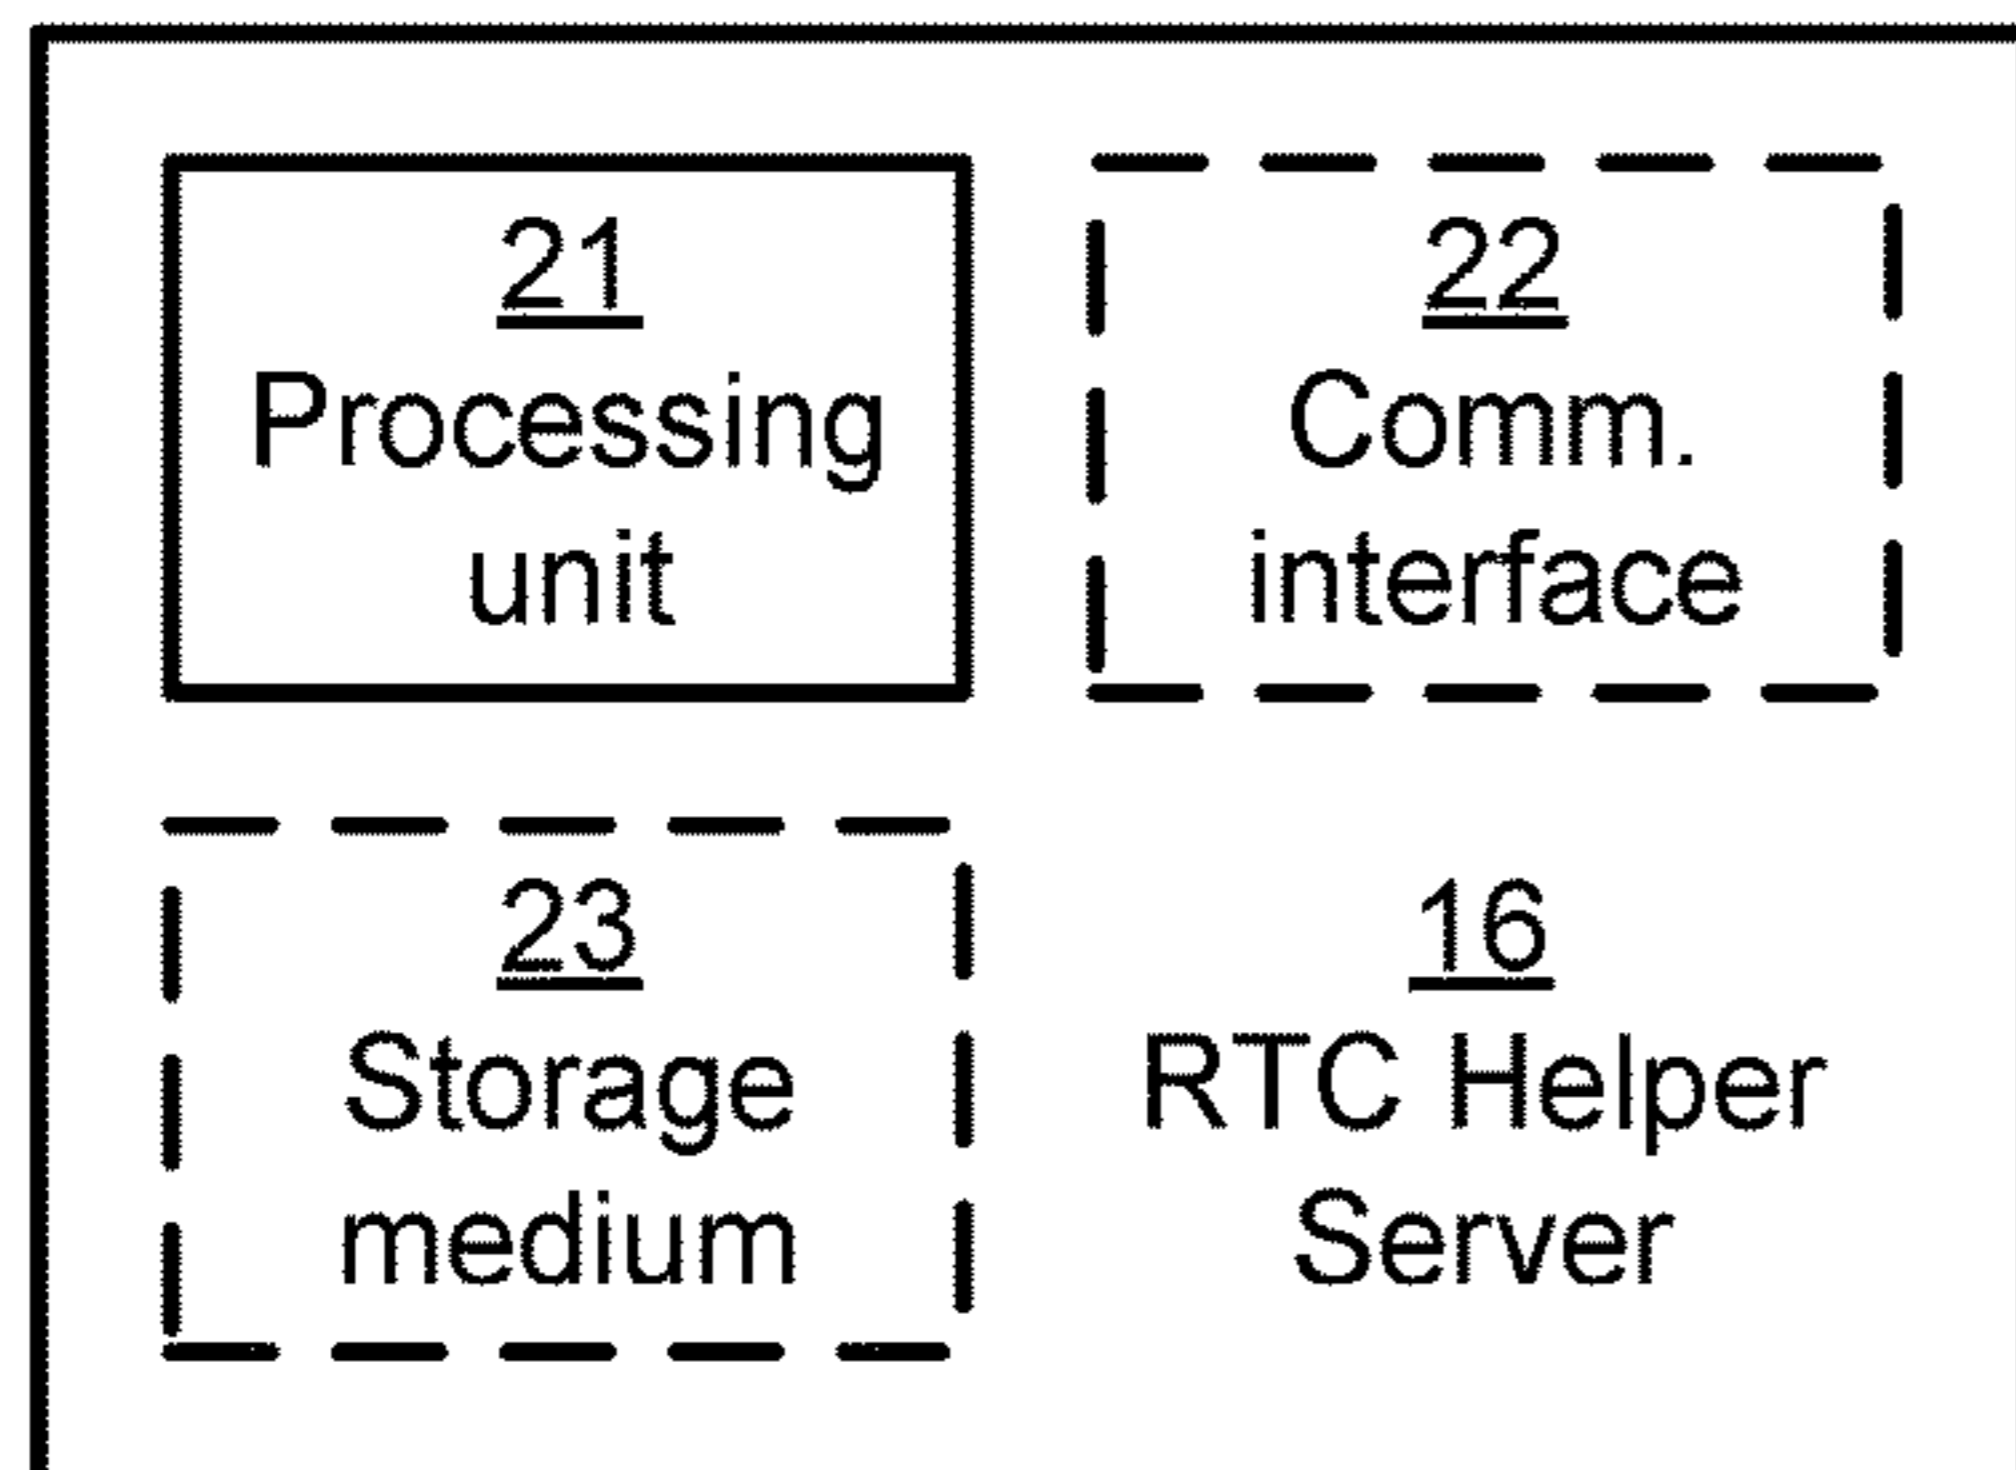 21
Processing
unit
22
Comm.
interface
23
Storage
medium
16
RTC Helper
Server